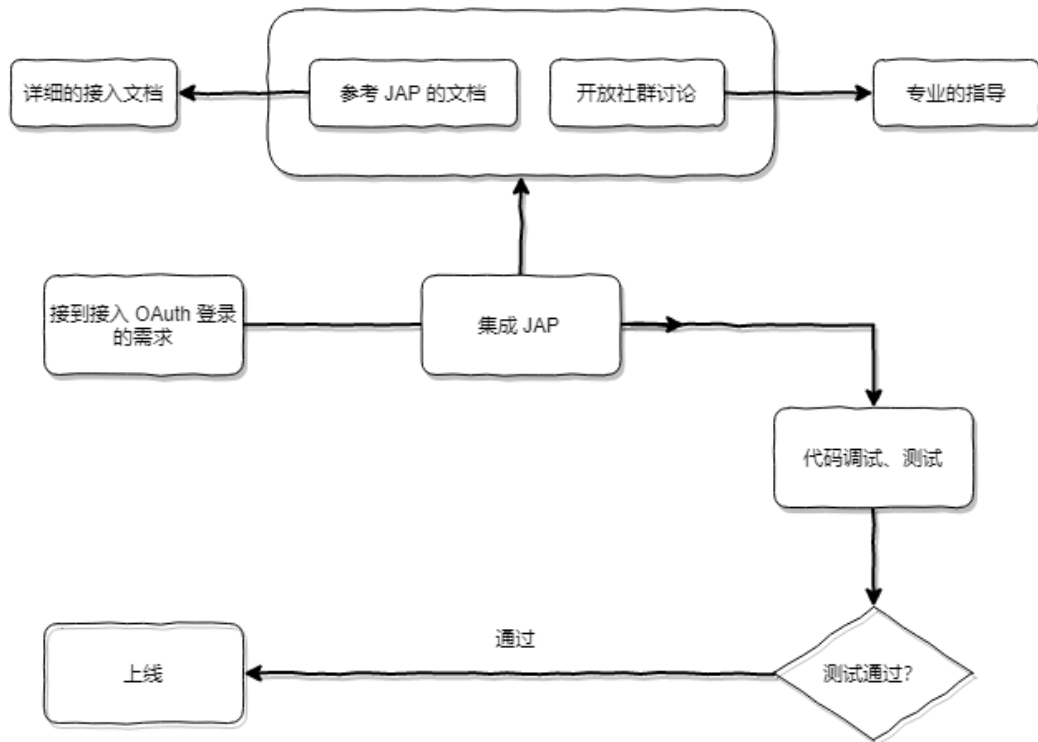 详细的接入文档
参考 JAP 的文档
开放社群讨论
专业的指导
接到接入 OAuth 登录
的需求
集成 JAP
代码调试、测试
通过
上线
测试通过?